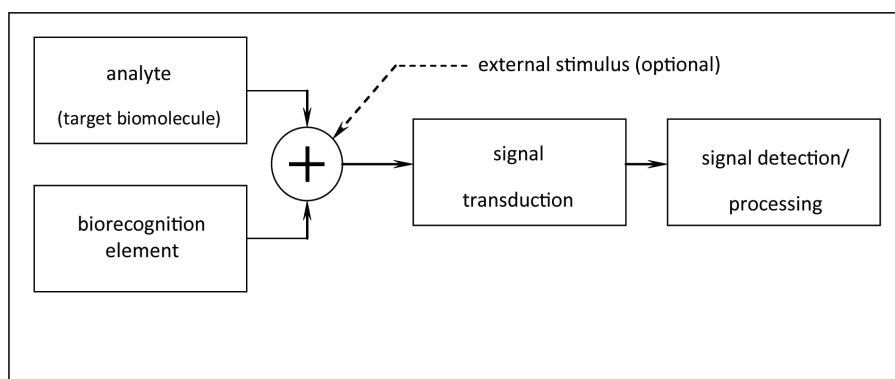 analyte
(target biomolecule)
external stimulus (optional)
+
signal
transduction
signal detection/
processing
biorecognition
element